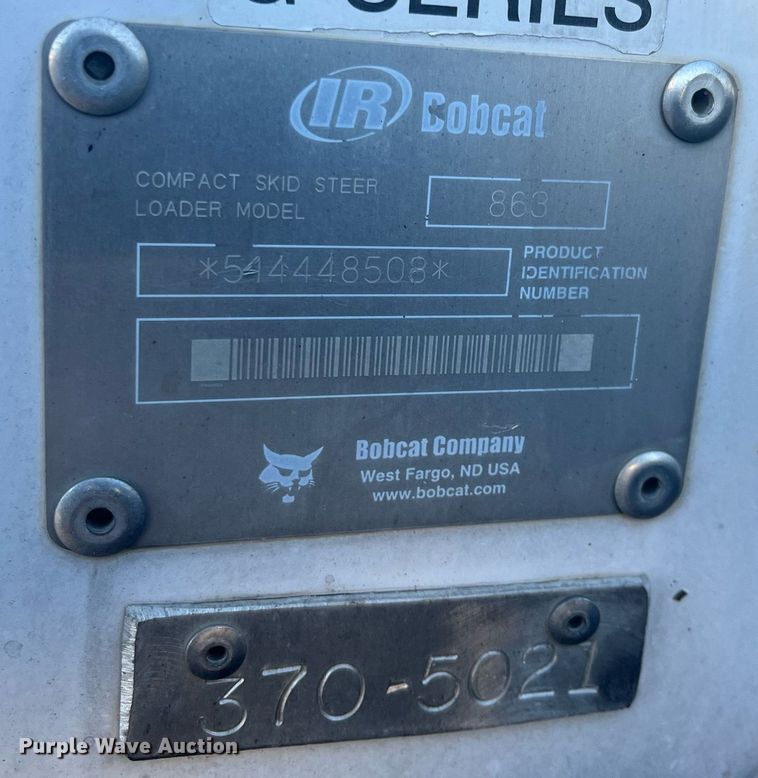 G-SERIES
IR Bobcat
COMPACT SKID STEER
LOADER MODEL
863
*514448508*
PRODUCT
IDENTIFICATION
NUMBER
Bobcat Company
West Fargo, ND USA
www.bobcat.com
370-5021
Purple Wave Auction